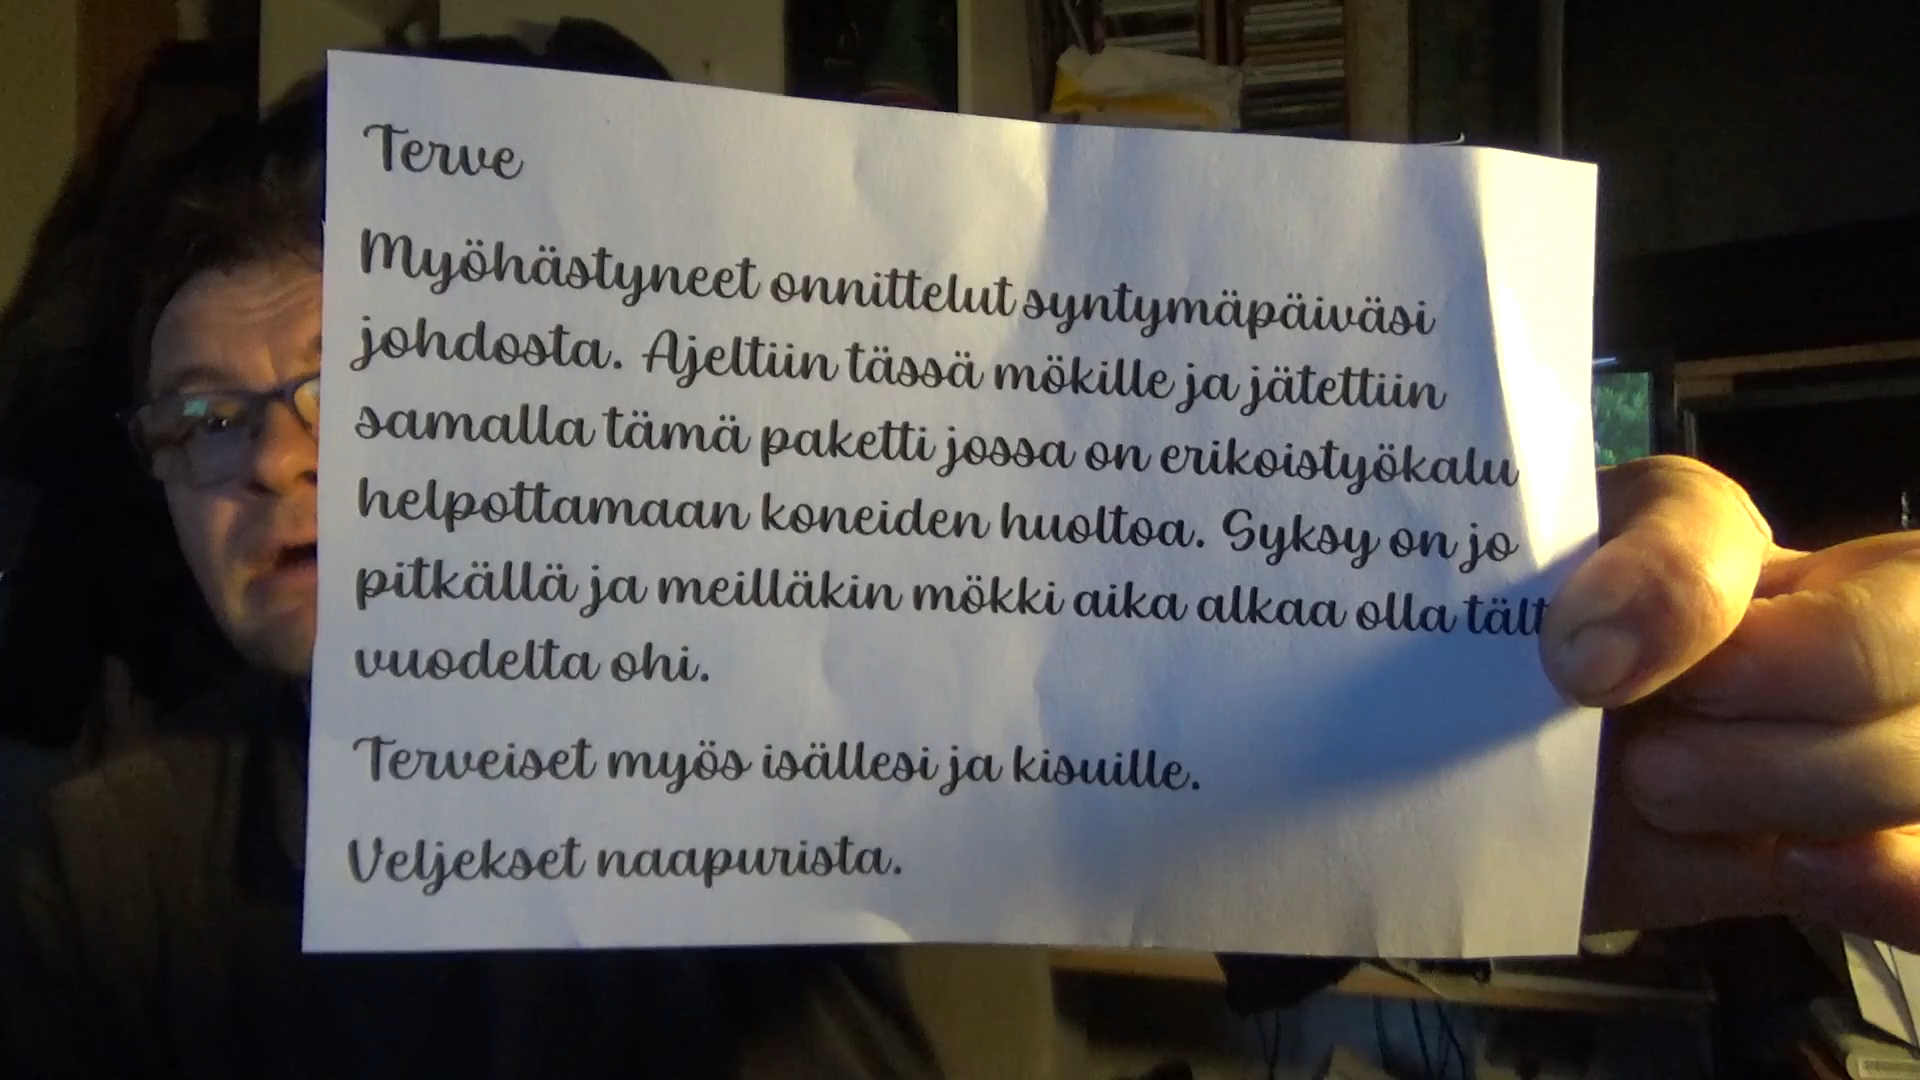 Terve
Myöhästyneet onnittelut syntymäpäiväsi
johdosta. Ajeltiin tässä mökille ja jätettiin
samalla tämä paketti jossa on erikoistyökalu
helpottamaan koneiden huoltoa. Syksy on jo
pitkällä ja meilläkin mökki aika alkaa olla
vuodelta ohi.
Terveiset myös isällesi ja kisuille.
Veljekset naapurista.